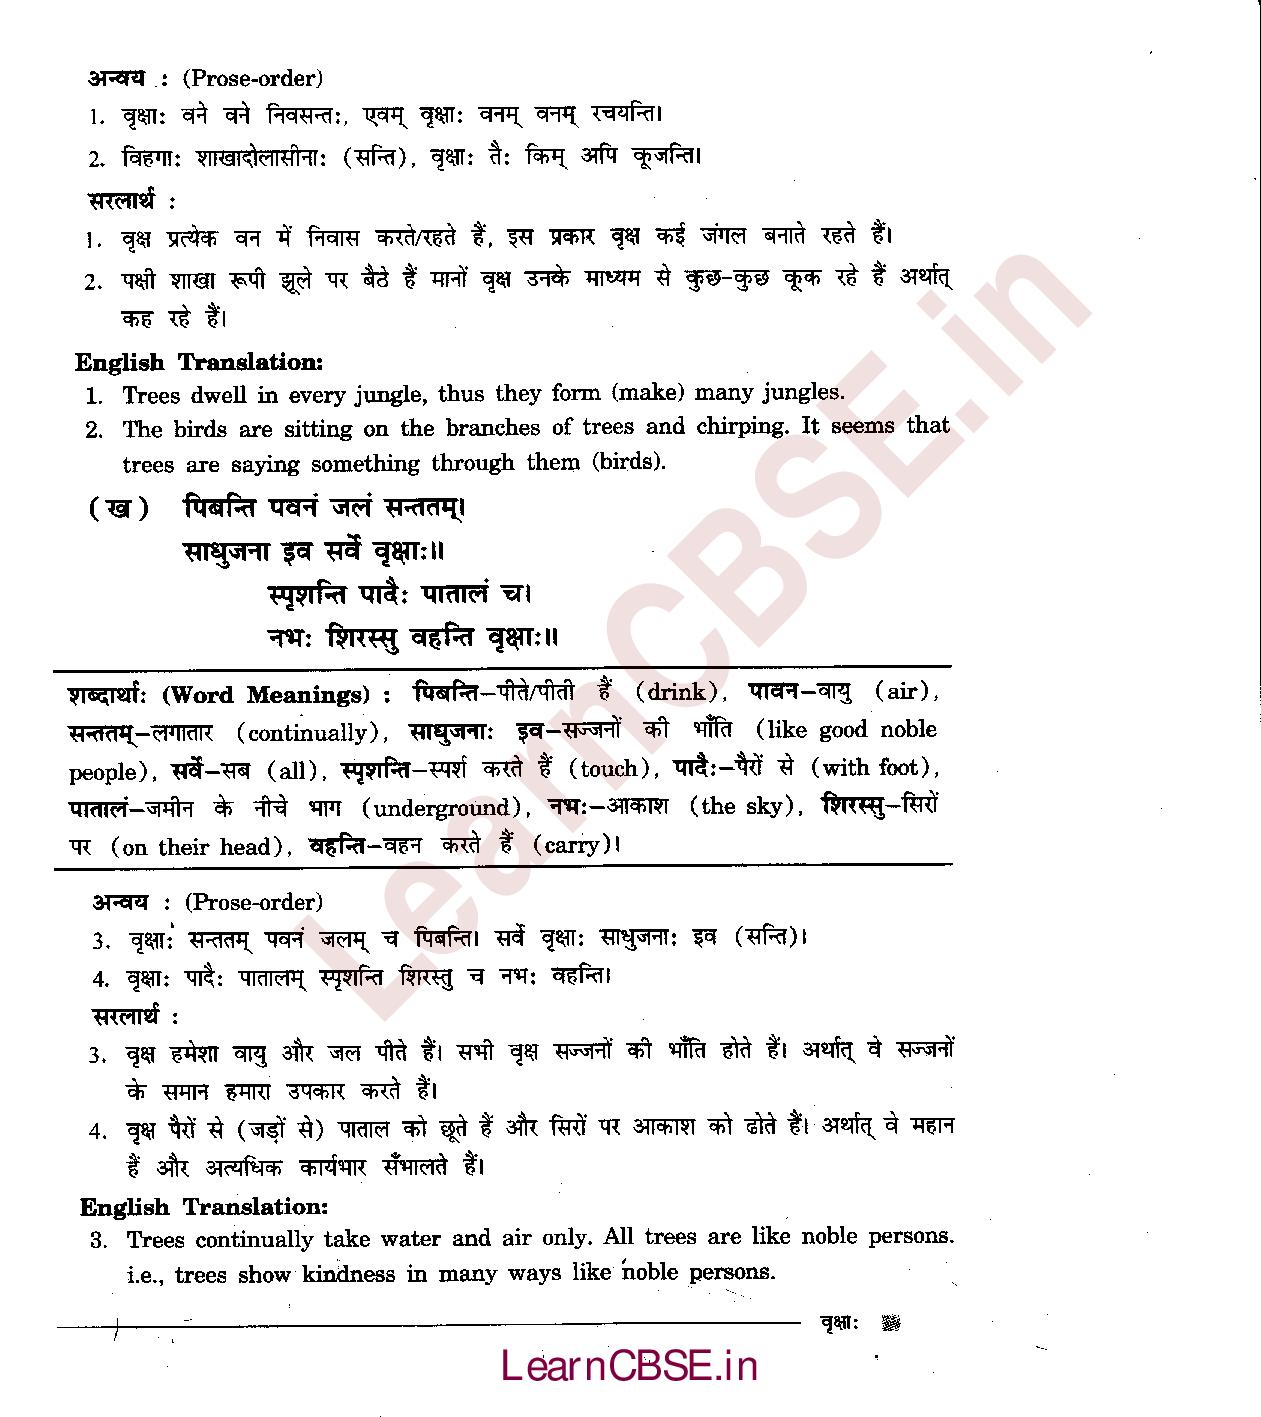 अन्वय : (Prose-order)
1. वृक्षाः वने वने निवसन्तः, एवम् वृक्षाः वनम् वनम् रचयन्ति।
2. विहगाः शाखादोलासीनाः (सन्ति), वृक्षाः तैः किम् अपि कूजन्ति।
सरलार्थ :
1. वृक्ष प्रत्येक वन में निवास करते/रहते हैं, इस प्रकार वृक्ष कई जंगल बनाते रहते हैं।
2. पक्षी शाखा रूपी झूले पर बैठे हैं मानों वृक्ष उनके माध्यम से कुछ-कुछ कूक रहे हैं अर्थात्
कह रहे हैं।
English Translation:
1. Trees dwell in every jungle, thus they form (make) many jungles.
2. The birds are sitting on the branches of trees and chirping. It seems that
trees are saying something through them (birds).
(ख) पिबन्ति पवनं जलं सन्ततम्।
साधुजना इव सर्वे वृक्षाः॥
स्पृशन्ति पादैः पातालं च।
नभः शिरस्सु वहन्ति वृक्षाः॥
शब्दार्थाः (Word Meanings) : पिबन्ति–पीते/पीती हैं (drink), पावन–वायु (air),
सन्ततम्–लगातार (continually), साधुजनाः इव–सज्जनों की भाँति (like good noble
people), सर्वे–सब (all), स्पृशन्ति–स्पर्श करते हैं (touch), पादैः–पैरों से (with foot),
पातालं–जमीन के नीचे भाग (underground), नभः–आकाश (the sky), शिरस्सु–सिरों
पर (on their head), वहन्ति–वहन करते हैं (carry)।
अन्वय : (Prose-order)
3. वृक्षाः सन्ततम् पवनं जलम् च पिबन्ति। सर्वे वृक्षाः साधुजनाः इव (सन्ति)।
4. वृक्षाः पादैः पातालम् स्पृशन्ति शिरस्तु च नभः वहन्ति।
सरलार्थ :
3. वृक्ष हमेशा वायु और जल पीते हैं। सभी वृक्ष सज्जनों की भाँति होते हैं। अर्थात् वे सज्जनों
के समान हमारा उपकार करते हैं।
4. वृक्ष पैरों से (जड़ों से) पाताल को छूते हैं और सिरों पर आकाश को ढोते हैं। अर्थात् वे महान
हैं और अत्यधिक कार्यभार सँभालते हैं।
English Translation:
3. Trees continually take water and air only. All trees are like noble persons.
i.e., trees show kindness in many ways like noble persons.
वृक्षाः
LearnCBSE.in
LearnCBSE.in